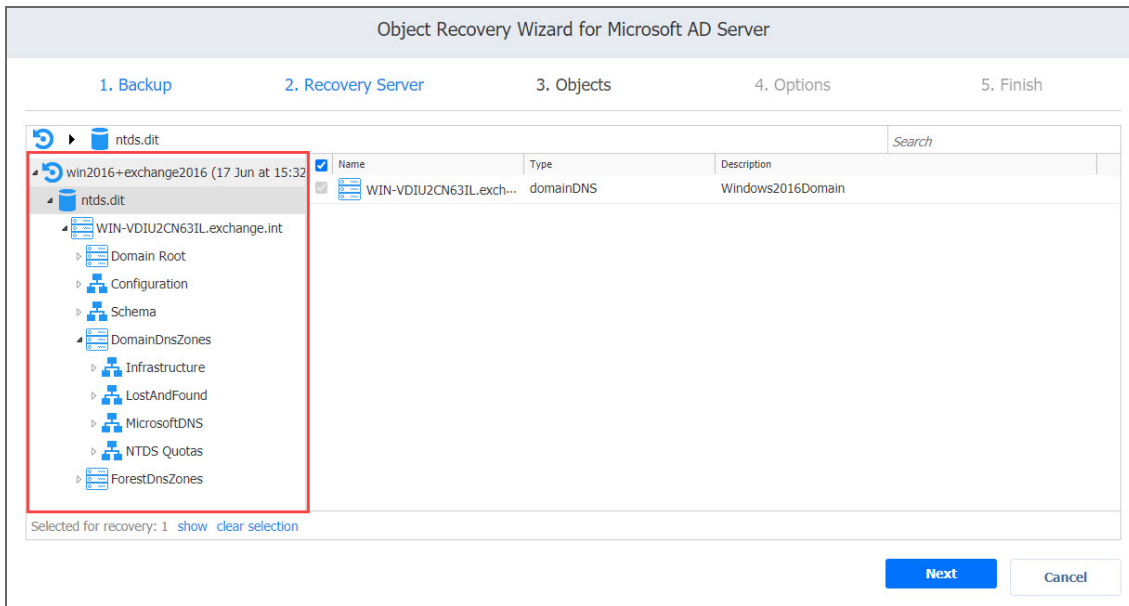 Object Recovery Wizard for Microsoft AD Server
1. Backup 2. Recovery Server 3. Objects 4. Options 5. Finish
ntds.dit Search
win2016+exchange2016 (17 Jun at 15:32
ntds.dit
WIN-VDIU2CN63IL.exchange.int
Domain Root
Configuration
Schema
DomainDnsZones
Infrastructure
LostAndFound
MicrosoftDNS
NTDS Quotas
ForestDnsZones
Name Type Description
WIN-VDIU2CN63IL.exch... domainDNS Windows2016Domain
Selected for recovery: 1 show clear selection
Next Cancel